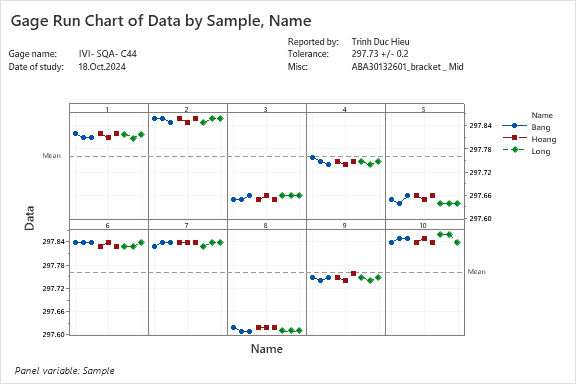 Gage Run Chart of Data by Sample, Name
Reported by: Trinh Duc Hieu
Gage name: IVI- SQA- C44 Tolerance: 297.73 +/- 0.2
Date of study: 18.Oct.2024 Misc: ABA30132601_bracket _ Mid
1 2 3 4 5
Name
Bang
Hoang
Long
297.84
297.78
297.72
297.66
297.60
Mean
Data
6 7 8 9 10
297.84
297.78
297.72
297.66
297.60
Mean
Name
Panel variable: Sample